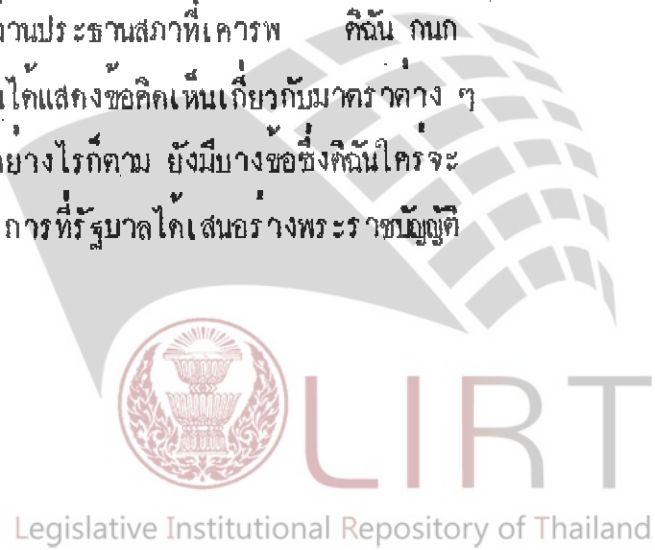 านประธานสภาที่เคารพ ดิฉัน กนก
นได้แสดงข้อคิดเห็นเกี่ยวกับมาตราต่าง ๆ
อย่างไรก็ตาม ยังมีบางข้อซึ่งดิฉันใคร่จะ
การที่รัฐบาลได้เสนอร่างพระราชบัญญัติ
LIRT
Legislative Institutional Repository of Thailand